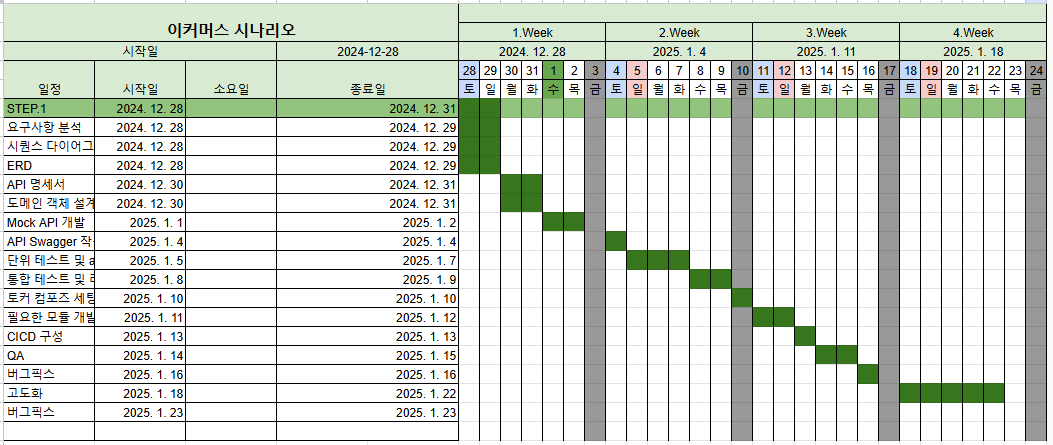 이커머스 시나리오
1.Week 2.Week 3.Week 4.Week
시작일 2024-12-28 2024. 12. 28 2025. 1. 4 2025. 1. 11 2025. 1. 18
28 29 30 31 1 2 3 4 5 6 7 8 9 10 11 12 13 14 15 16 17 18 19 20 21 22 23 24
일정 시작일 소요일 종료일 토 일 월 화 수 목 금 토 일 월 화 수 목 금 토 일 월 화 수 목 금 토 일 월 화 수 목 금
STEP.1 2024. 12. 28 2024. 12. 31
요구사항 분석 2024. 12. 28 2024. 12. 29
시퀀스 다이어그 2024. 12. 28 2024. 12. 29
ERD 2024. 12. 28 2024. 12. 29
API 명세서 2024. 12. 30 2024. 12. 31
도메인 객체 설계 2024. 12. 30 2024. 12. 31
Mock API 개발 2025. 1. 1 2025. 1. 2
API Swagger 작 2025. 1. 4 2025. 1. 4
단위 테스트 및 a 2025. 1. 5 2025. 1. 7
통합 테스트 및 2025. 1. 8 2025. 1. 9
토커 컴포즈 세팅 2025. 1. 10 2025. 1. 10
필요한 모듈 개발 2025. 1. 11 2025. 1. 12
CICD 구성 2025. 1. 13 2025. 1. 13
QA 2025. 1. 14 2025. 1. 15
버그픽스 2025. 1. 16 2025. 1. 16
고도화 2025. 1. 18 2025. 1. 22
버그픽스 2025. 1. 23 2025. 1. 23